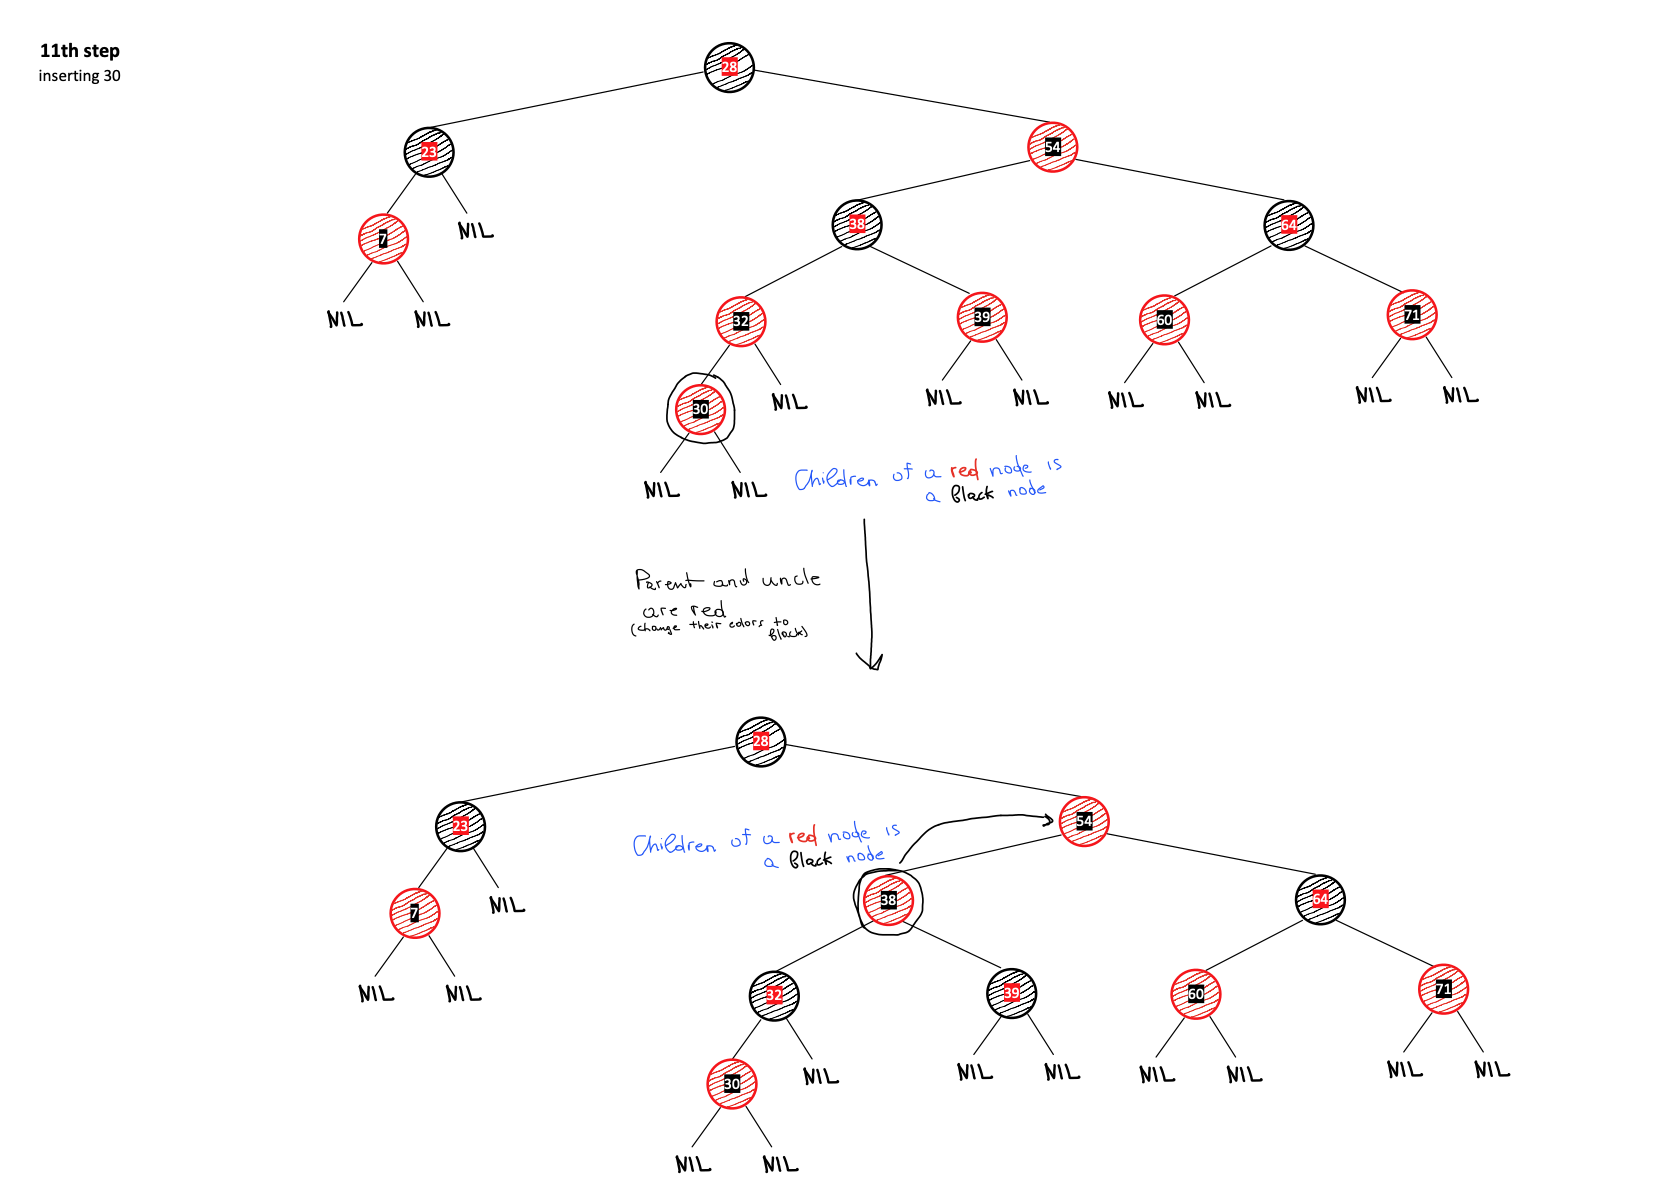 11th step
inserting 30
28
23
54
7
NIL
38
64
NIL
NIL
32
39
60
71
30
NIL
NIL
NIL
NIL
NIL
NIL
NIL
NIL
NIL
Children of a red node is
a black node
Parent and uncle
are red
(change their colors to
black)
28
23
54
Children of a red node is
a black node
7
NIL
38
64
NIL
NIL
32
39
60
71
30
NIL
NIL
NIL
NIL
NIL
NIL
NIL
NIL
NIL